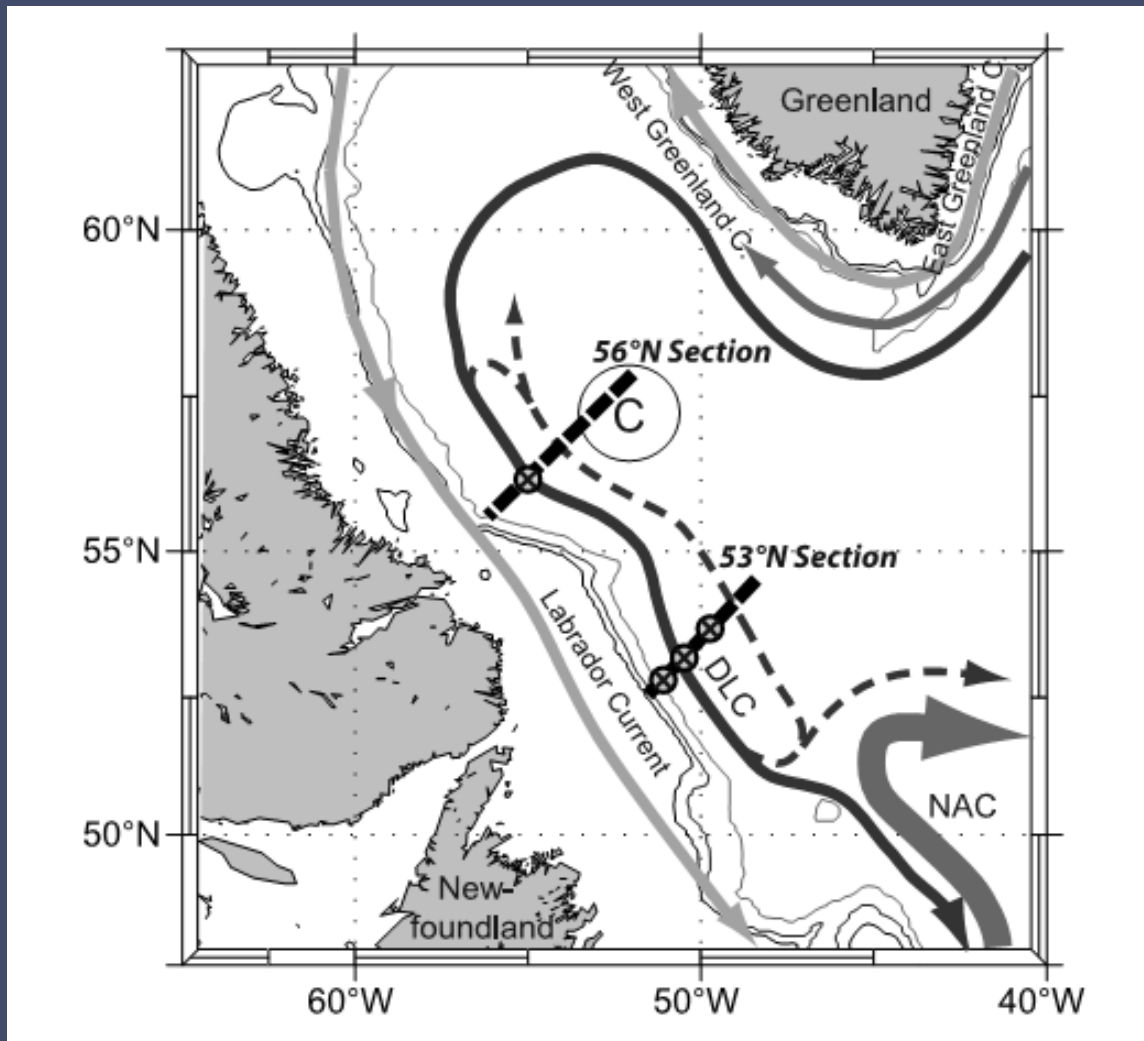 Greenland
West Greenland C.
East Greenland C.
60°N
56°N Section
C
55°N
53°N Section
Labrador Current
DLC
50°N
NAC
New-
foundland
60°W
50°W
40°W